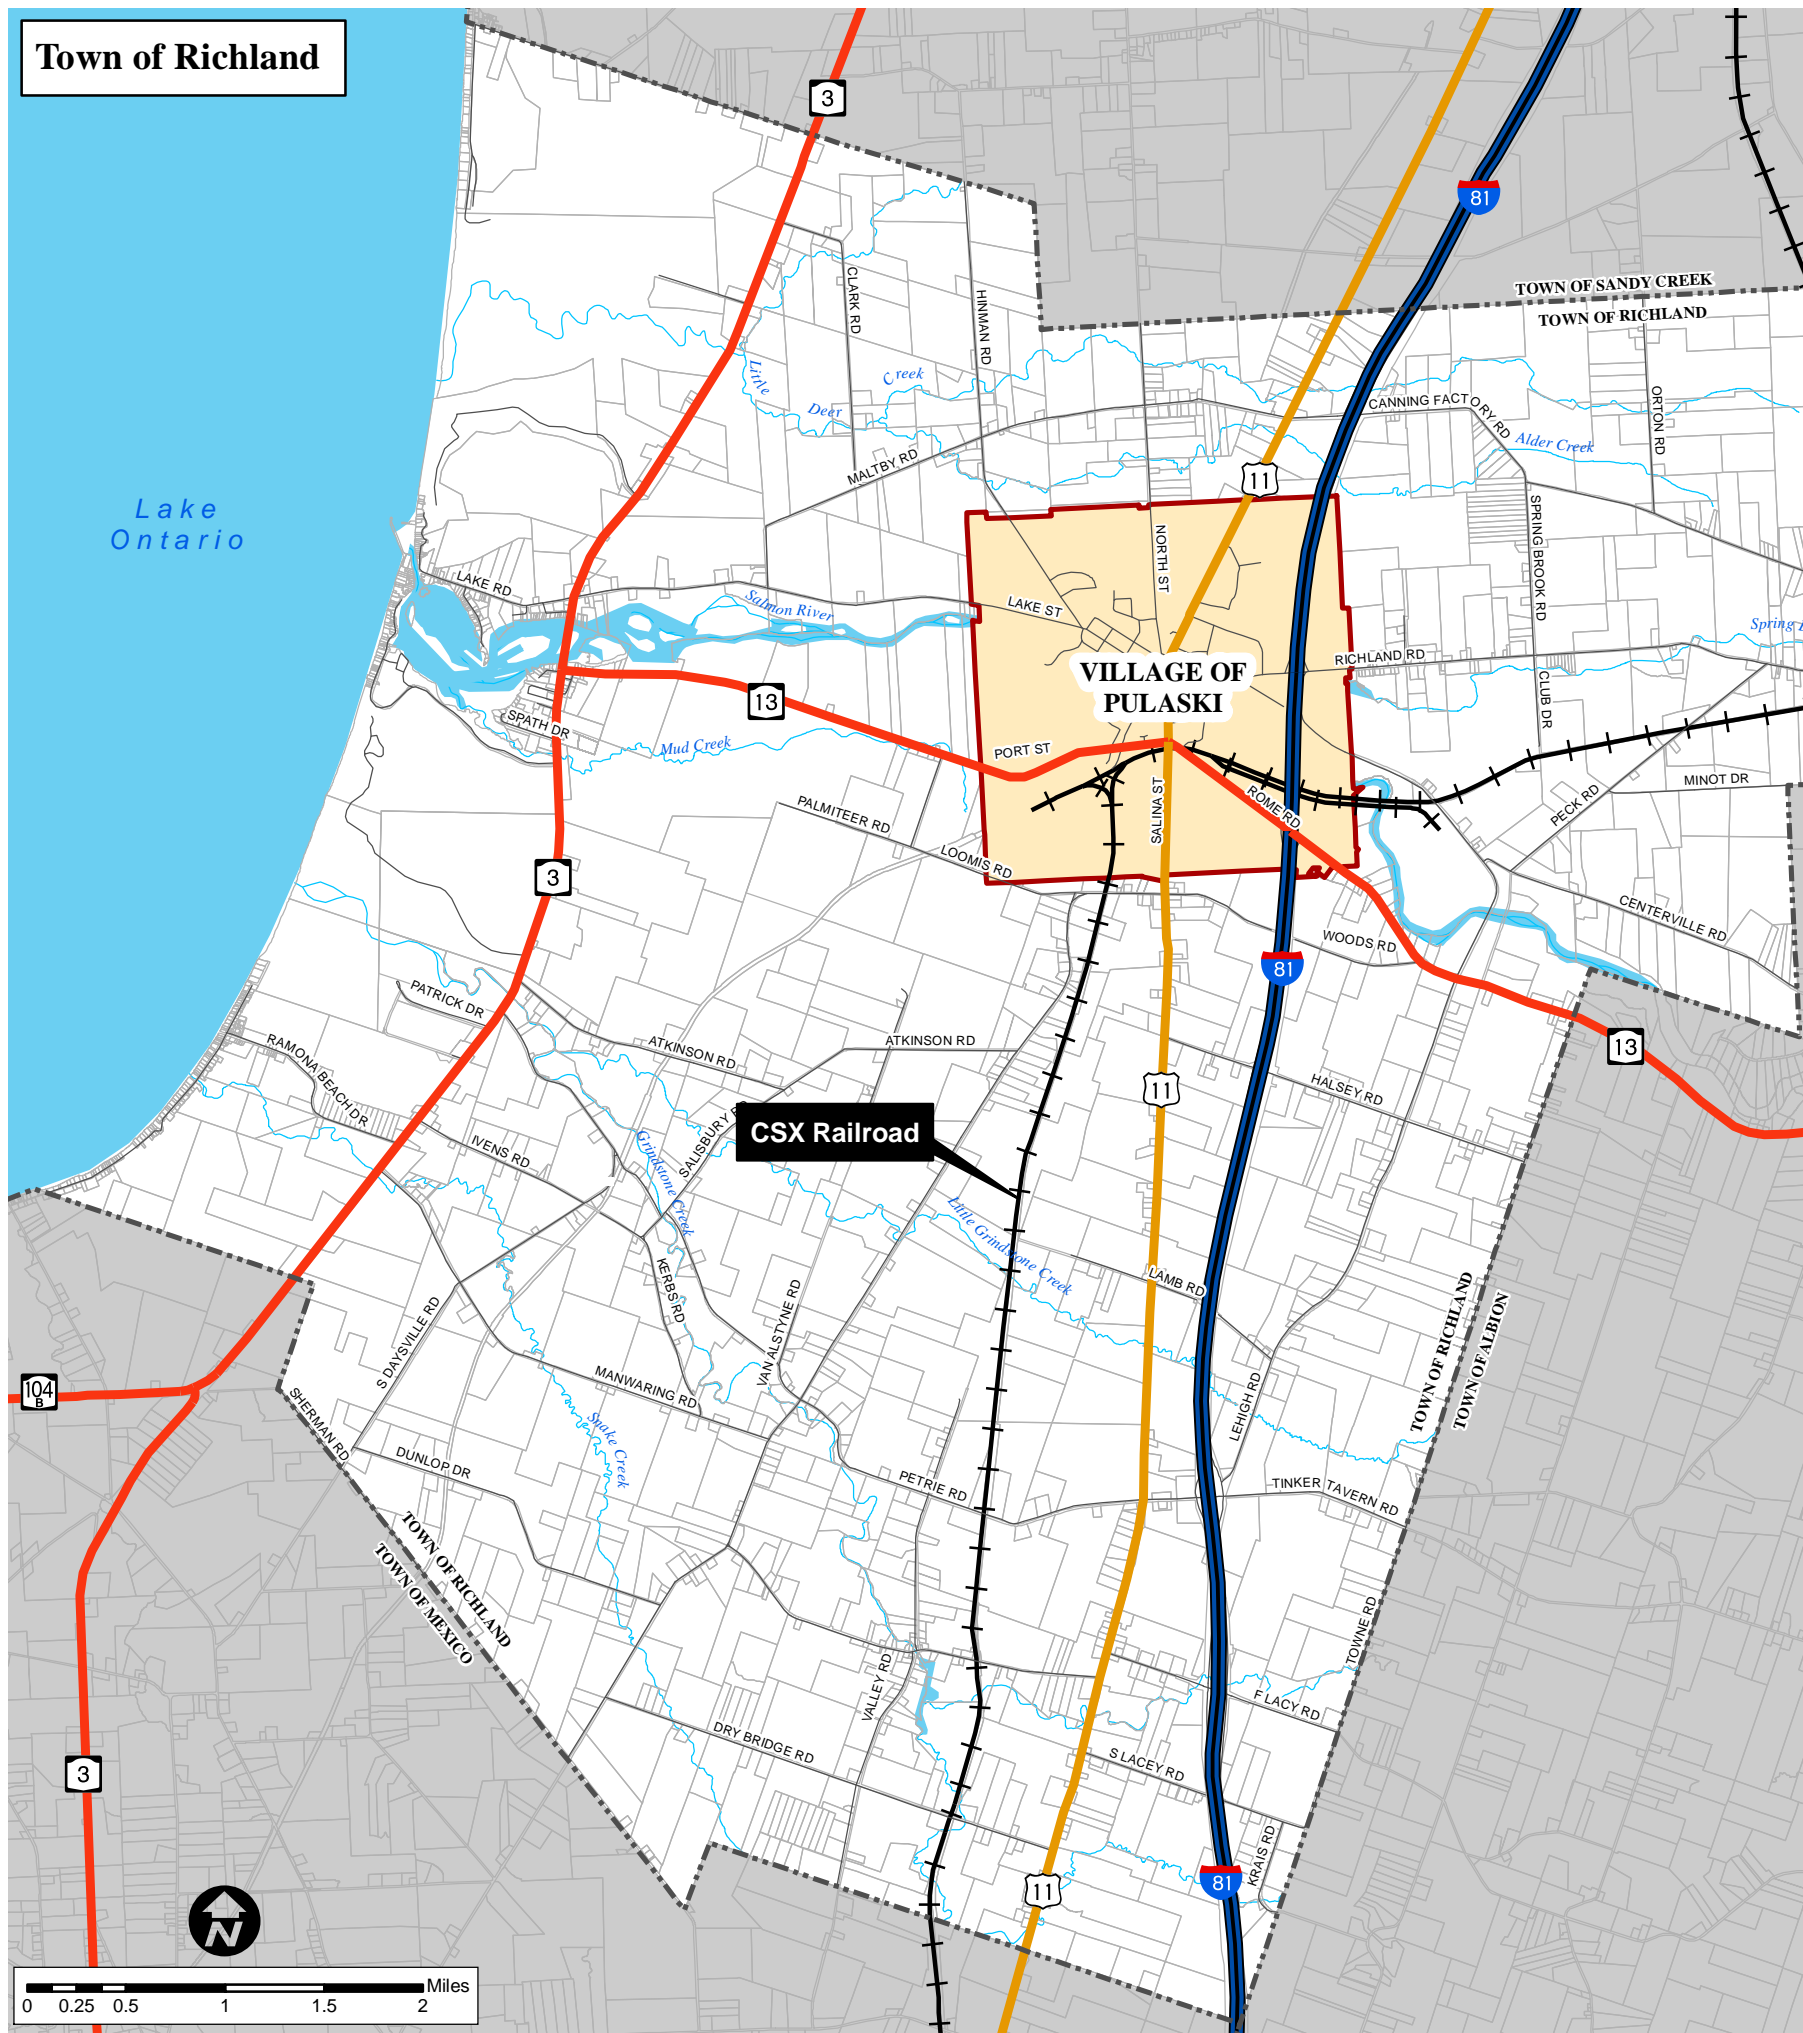 Town of Richland
3
81
TOWN OF SANDY CREEK
TOWN OF RICHLAND
CLARK RD
HINMAN RD
Little
Deer
Creek
CANNING FACTORY RD
ORTON RD
Alder Creek
MALTBY RD
11
Lake
Ontario
NORTH ST
SPRING BROOK RD
LAKE RD
Salmon River
LAKE ST
Spring
RICHLAND RD
VILLAGE OF
PULASKI
CLUB DR
13
SPATH DR
Mud Creek
PORT ST
MINOT DR
PECK RD
SALINA ST
ROME RD
PALMITEER RD
LOOMIS RD
3
CENTERVILLE RD
WOODS RD
81
PATRICK DR
RAMONA BEACH DR
ATKINSON RD
ATKINSON RD
13
HALSEY RD
11
CSX Railroad
SALISBURY
IVENS RD
Grindstone Creek
Little Grindstone Creek
LAMB RD
KERBS RD
VAN ALSTYNE RD
S DAYSVILLE RD
TOWN OF RICHLAND
TOWN OF ALBION
104
B
SHERMAN RD
MANWARING RD
LEHIGH RD
Snake Creek
DUNLOP DR
PETRIE RD
TINKER TAVERN RD
TOWN OF RICHLAND
TOWN OF MEXICO
TOWNE RD
VALLEY RD
F LACY RD
DRY BRIDGE RD
S LACEY RD
3
KRAIS RD
11
81
N
Miles
0 0.25 0.5 1 1.5 2